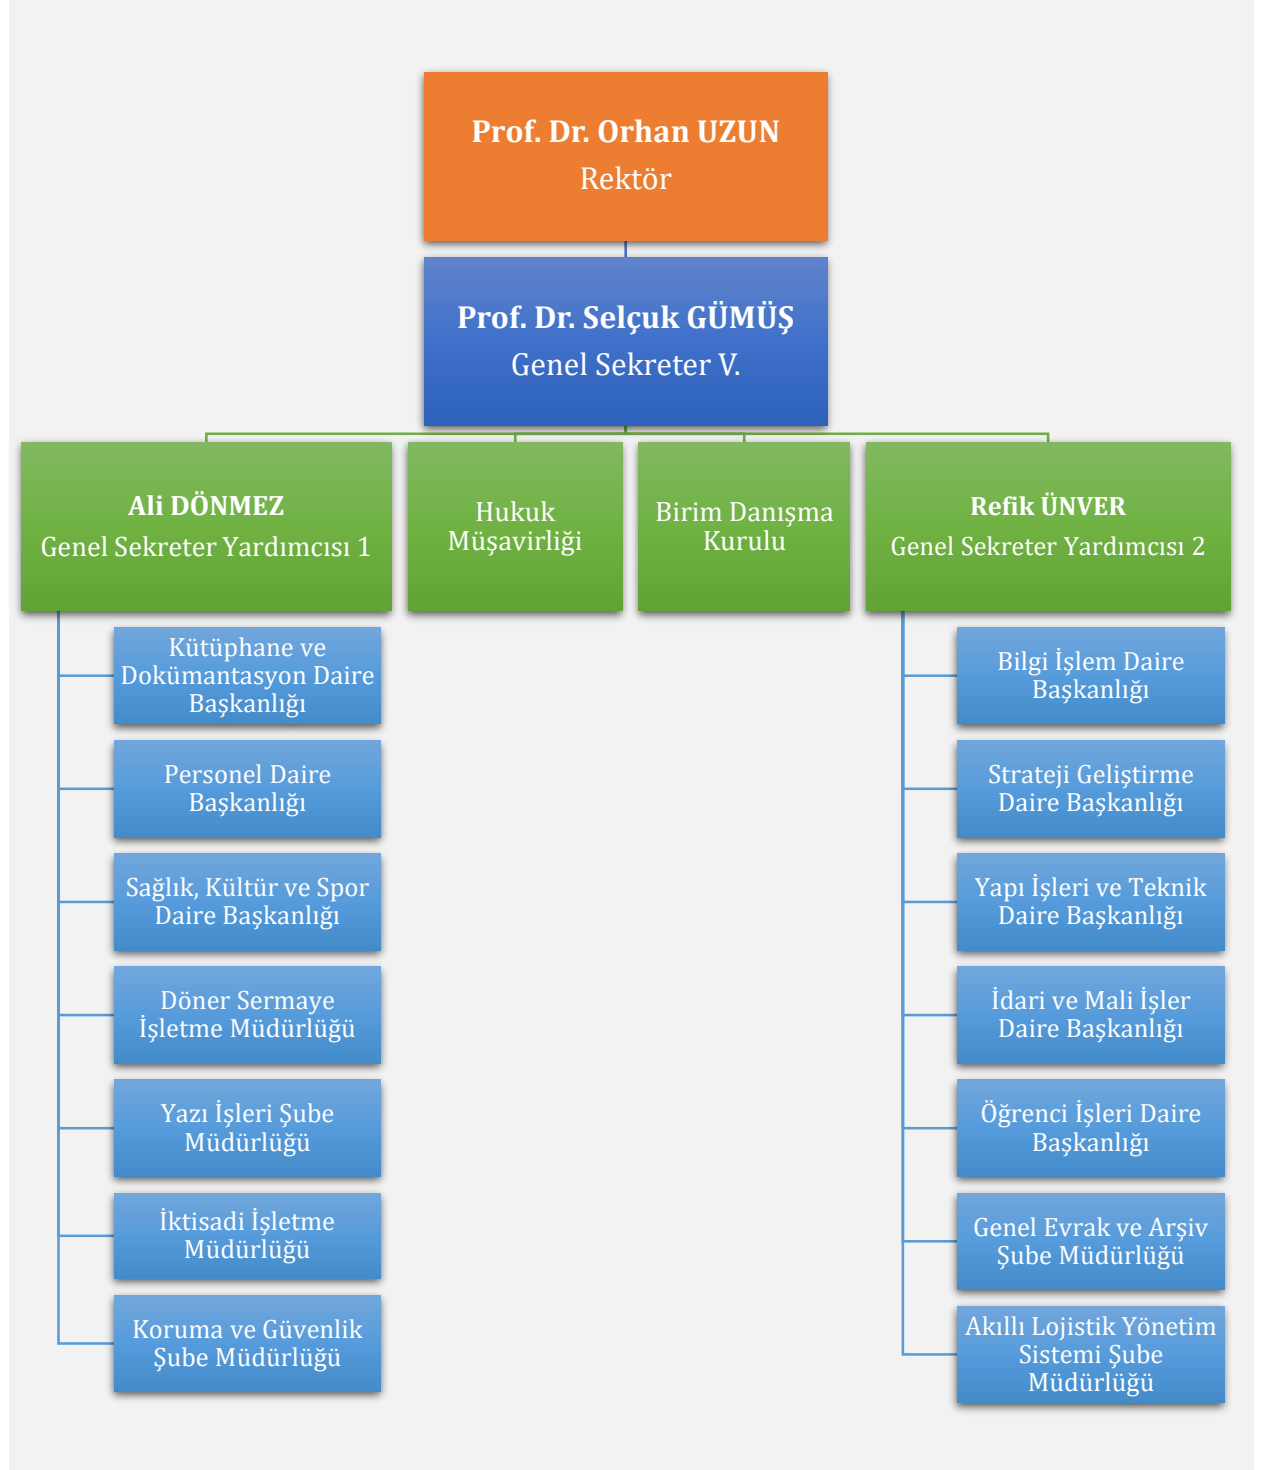 Prof. Dr. Orhan UZUN
Rektör
Prof. Dr. Selçuk GÜMÜŞ
Genel Sekreter V.
Ali DÖNMEZ
Genel Sekreter Yardımcısı 1
Hukuk
Müşavirliği
Birim Danışma
Kurulu
Refik ÜNVER
Genel Sekreter Yardımcısı 2
Kütüphane ve
Dokümantasyon Daire
Başkanlığı
Personel Daire
Başkanlığı
Sağlık, Kültür ve Spor
Daire Başkanlığı
Döner Sermaye
İşletme Müdürlüğü
Yazı İşleri Şube
Müdürlüğü
İktisadi İşletme
Müdürlüğü
Koruma ve Güvenlik
Şube Müdürlüğü
Bilgi İşlem Daire
Başkanlığı
Strateji Geliştirme
Daire Başkanlığı
Yapı İşleri ve Teknik
Daire Başkanlığı
İdari ve Mali İşler
Daire Başkanlığı
Öğrenci İşleri Daire
Başkanlığı
Genel Evrak ve Arşiv
Şube Müdürlüğü
Akıllı Lojistik Yönetim
Sistemi Şube
Müdürlüğü